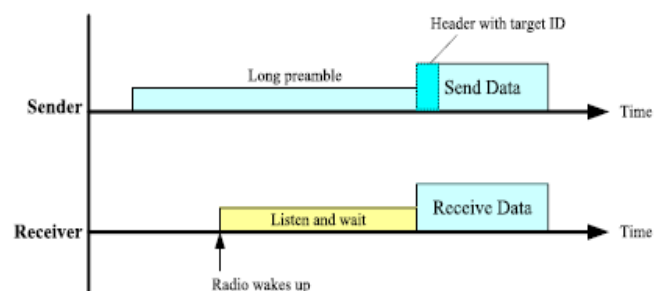 Header with target ID
Long preamble
Send Data
Sender
Time
Receive Data
Listen and wait
Receiver
Time
Radio wakes up